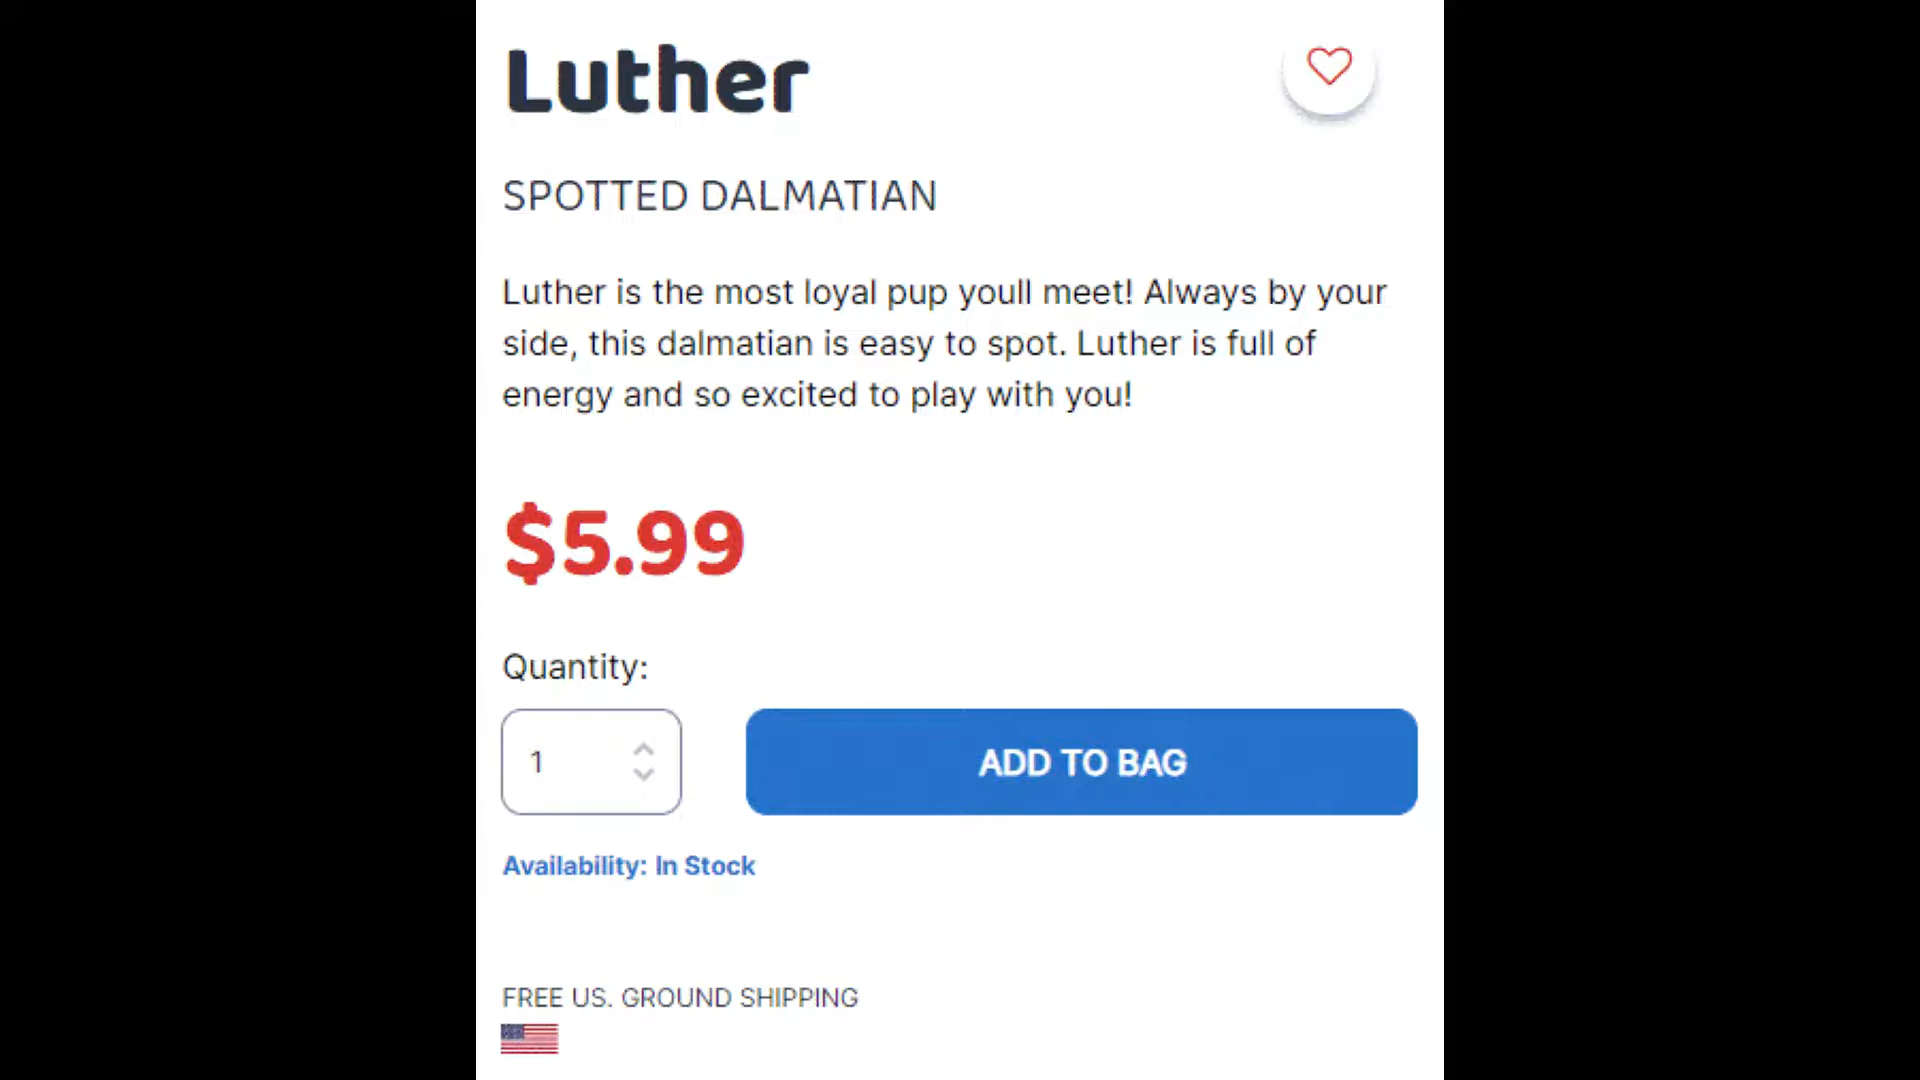 Luther
SPOTTED DALMATIAN
Luther is the most loyal pup youll meet! Always by your
side, this dalmatian is easy to spot. Luther is full of
energy and so excited to play with you!
$5.99
Quantity:
1
ADD TO BAG
Availability: In Stock
FREE US. GROUND SHIPPING